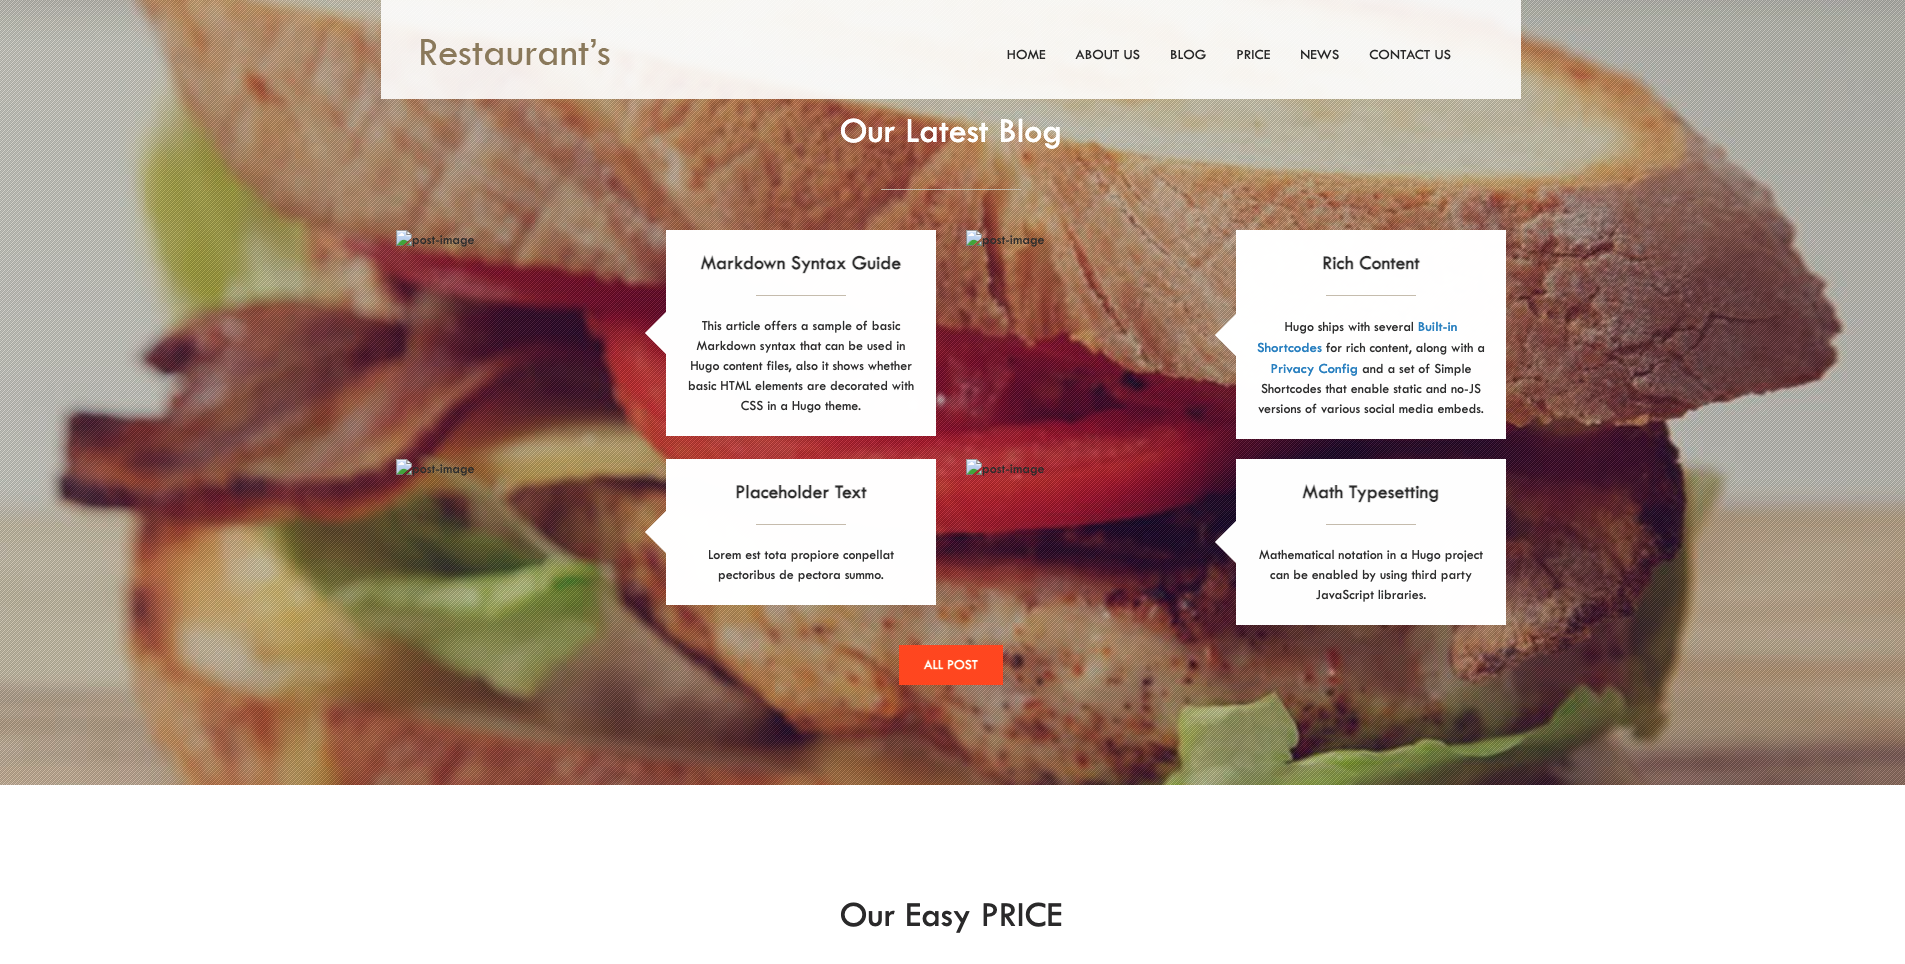 Restaurant’s
HOME ABOUT US BLOG PRICE NEWS CONTACT US
Our Latest Blog
post-image
Markdown Syntax Guide
This article offers a sample of basic
Markdown syntax that can be used in
Hugo content files, also it shows whether
basic HTML elements are decorated with
CSS in a Hugo theme.
post-image
Rich Content
Hugo ships with several Built-in
Shortcodes for rich content, along with a
Privacy Config and a set of Simple
Shortcodes that enable static and no-JS
versions of various social media embeds.
post-image
Placeholder Text
Lorem est tota propiore conpellat
pectoribus de pectora summo.
post-image
Math Typesetting
Mathematical notation in a Hugo project
can be enabled by using third party
JavaScript libraries.
ALL POST
Our Easy PRICE